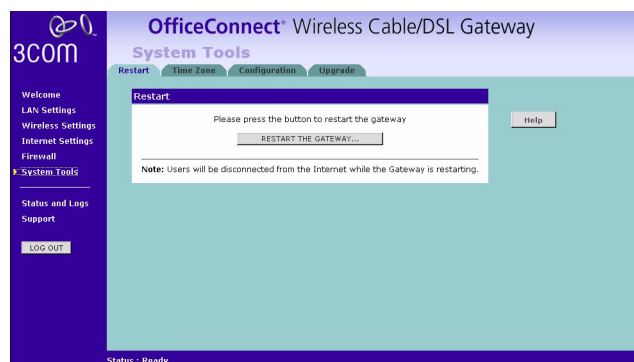 3COM
OfficeConnect® Wireless Cable/DSL Gateway
System Tools
Restart Time Zone Configuration Upgrade
Welcome
LAN Settings
Wireless Settings
Internet Settings
Firewall
System Tools
Status and Logs
Support
LOG OUT
Restart
Please press the button to restart the gateway
RESTART THE GATEWAY...
Note: Users will be disconnected from the Internet while the Gateway is restarting.
Help
Status : Ready